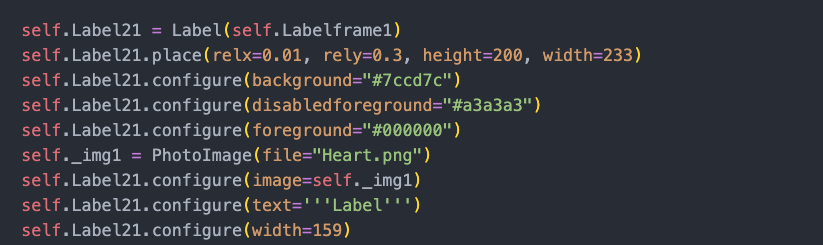 self.Label21 = Label(self.Labelframe1)
self.Label21.place(relx=0.01, rely=0.3, height=200, width=233)
self.Label21.configure(background="#7ccd7c")
self.Label21.configure(disabledforeground="#a3a3a3")
self.Label21.configure(foreground="#000000")
self._img1 = PhotoImage(file="Heart.png")
self.Label21.configure(image=self._img1)
self.Label21.configure(text='''Label''')
self.Label21.configure(width=159)